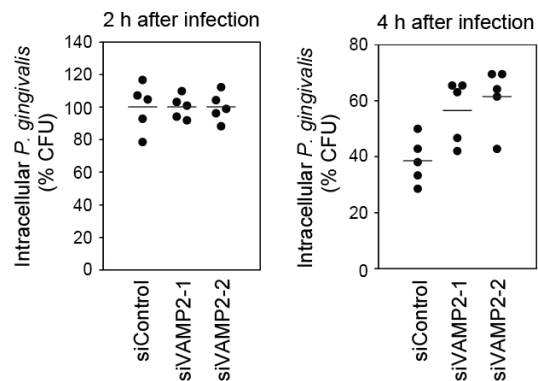 2 h after infection
Intracellular P. gingivalis
(% CFU)
140
120
100
80
60
40
20
0
siControl
siVAMP2-1
siVAMP2-2
4 h after infection
Intracellular P. gingivalis
(% CFU)
80
60
40
20
0
siControl
siVAMP2-1
siVAMP2-2